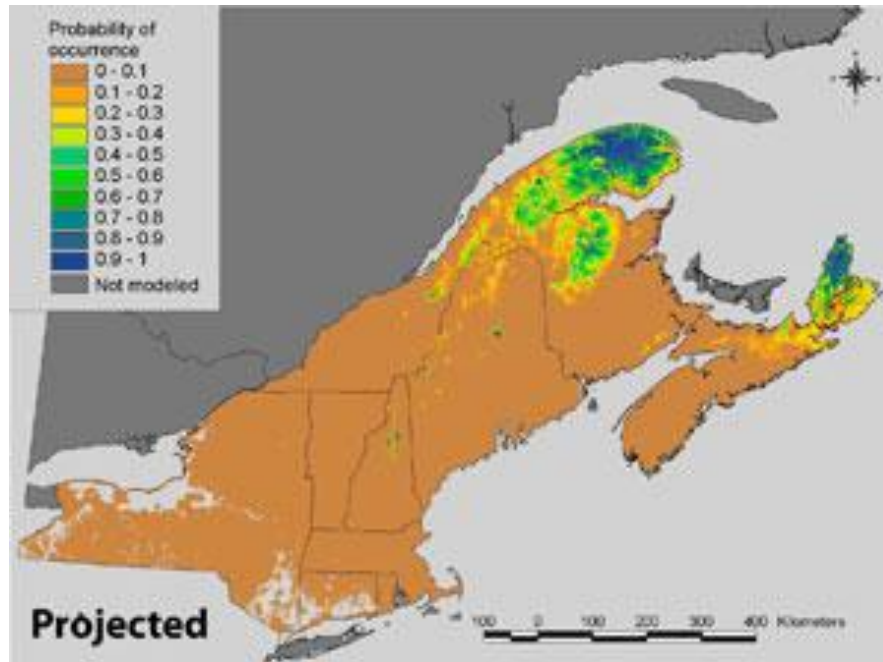 Probability of
occurrence
0 - 0.1
0.1 - 0.2
0.2 - 0.3
0.3 - 0.4
0.4 - 0.5
0.5 - 0.6
0.6 - 0.7
0.7 - 0.8
0.8 - 0.9
0.9 - 1
Not modeled
Projected
100 0 100 200 300 400 Kilometers